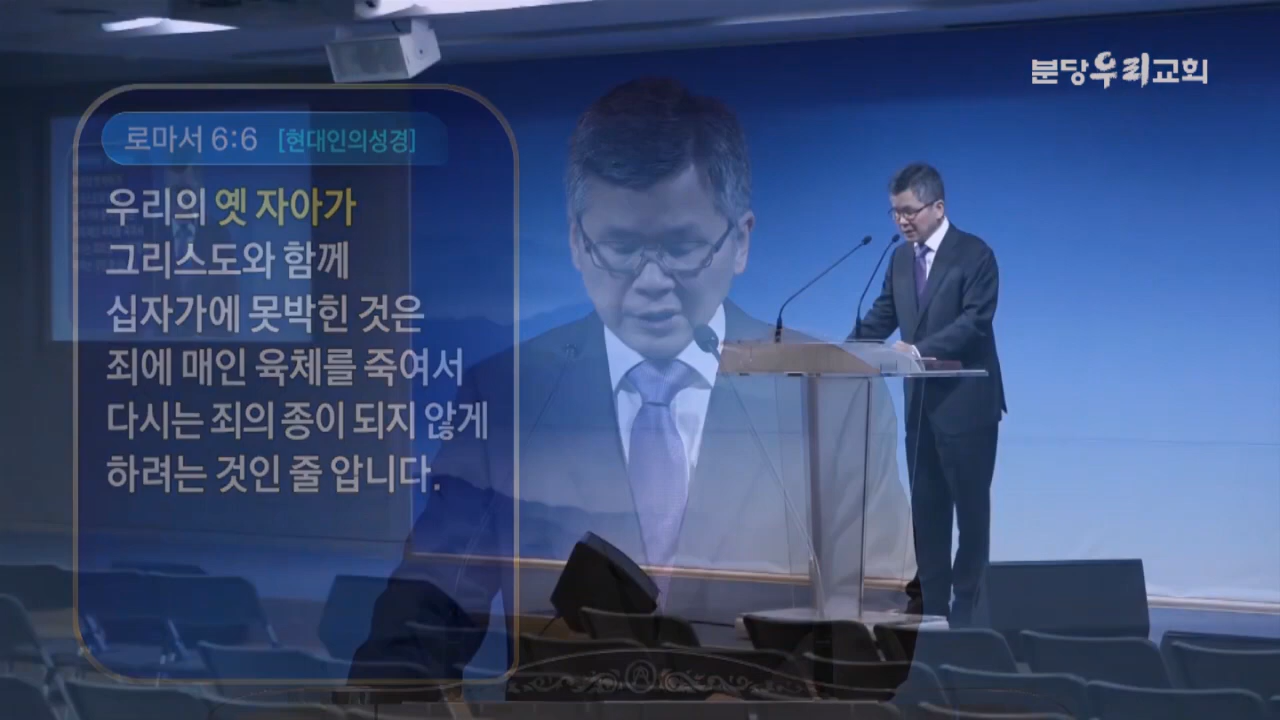 분당우리교회
로마서 6:6 [현대인의성경]
우리의 옛 자아가
그리스도와 함께
십자가에 못박힌 것은
죄에 매인 육체를 죽여서
다시는 죄의 종이 되지 않게
하려는 것인 줄 압니다.